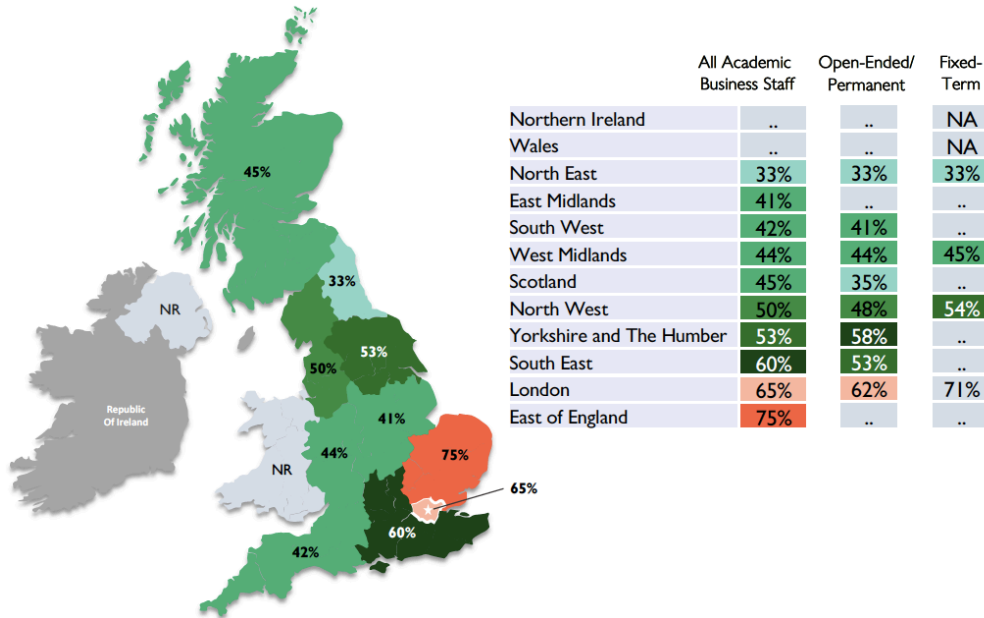 45%
33%
NR
50%
53%
Republic
Of Ireland
41%
44%
75%
NR
65%
60%
42%
All Academic
Business Staff
Open-Ended/
Permanent
Fixed-
Term
Northern Ireland .. .. NA
Wales .. .. NA
North East 33% 33% 33%
East Midlands 41% .. ..
South West 42% 41% ..
West Midlands 44% 44% 45%
Scotland 45% 35% ..
North West 50% 48% 54%
Yorkshire and The Humber 53% 58% ..
South East 60% 53% ..
London 65% 62% 71%
East of England 75% .. ..